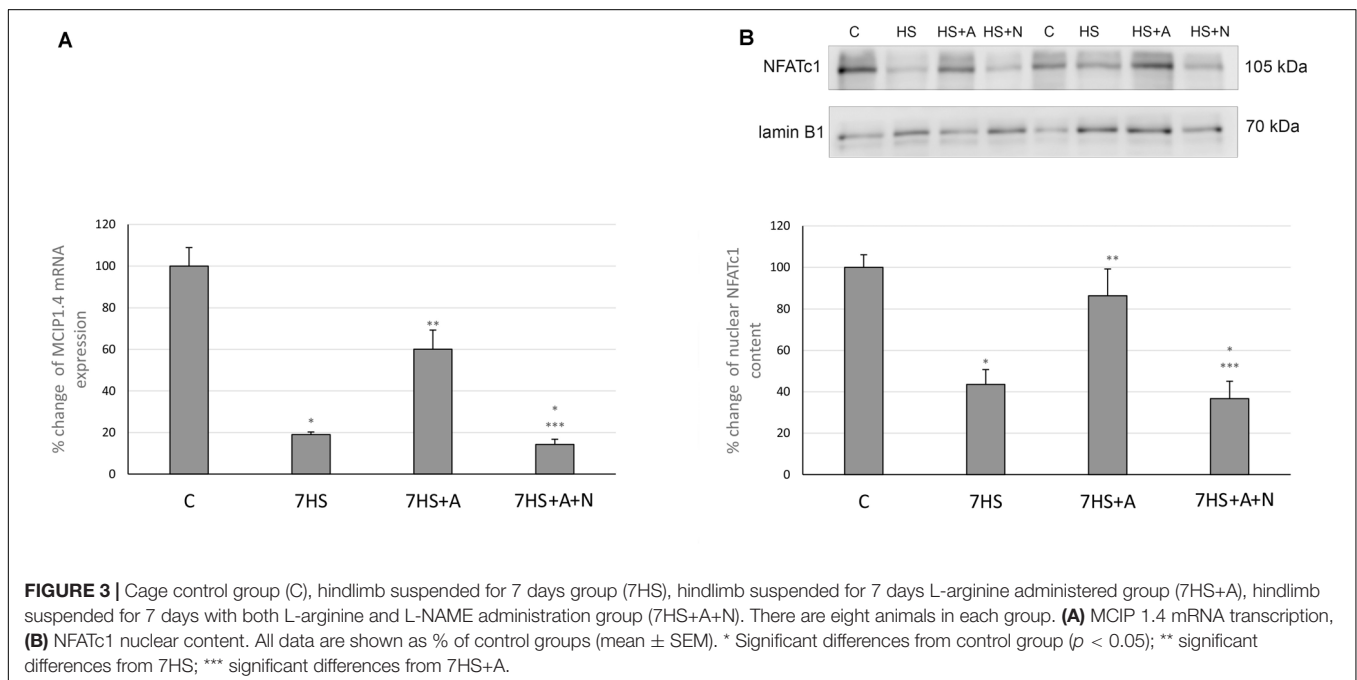 A
120
100
80
60
40
20
0
% change of MCIP1.4 mRNA
expression
*
**
*
***
C 7HS 7HS+A 7HS+A+N
B
C HS HS+A HS+N C HS HS+A HS+N
NFATc1 105 kDa
lamin B1 70 kDa
120
100
80
60
40
20
0
% change of nuclear NFATc1
content
*
**
*
***
C 7HS 7HS+A 7HS+A+N
FIGURE 3 | Cage control group (C), hindlimb suspended for 7 days group (7HS), hindlimb suspended for 7 days L-arginine administered group (7HS+A), hindlimb
suspended for 7 days with both L-arginine and L-NAME administration group (7HS+A+N). There are eight animals in each group. (A) MCIP 1.4 mRNA transcription,
(B) NFATc1 nuclear content. All data are shown as % of control groups (mean ± SEM). * Significant differences from control group (p < 0.05); ** significant
differences from 7HS; *** significant differences from 7HS+A.